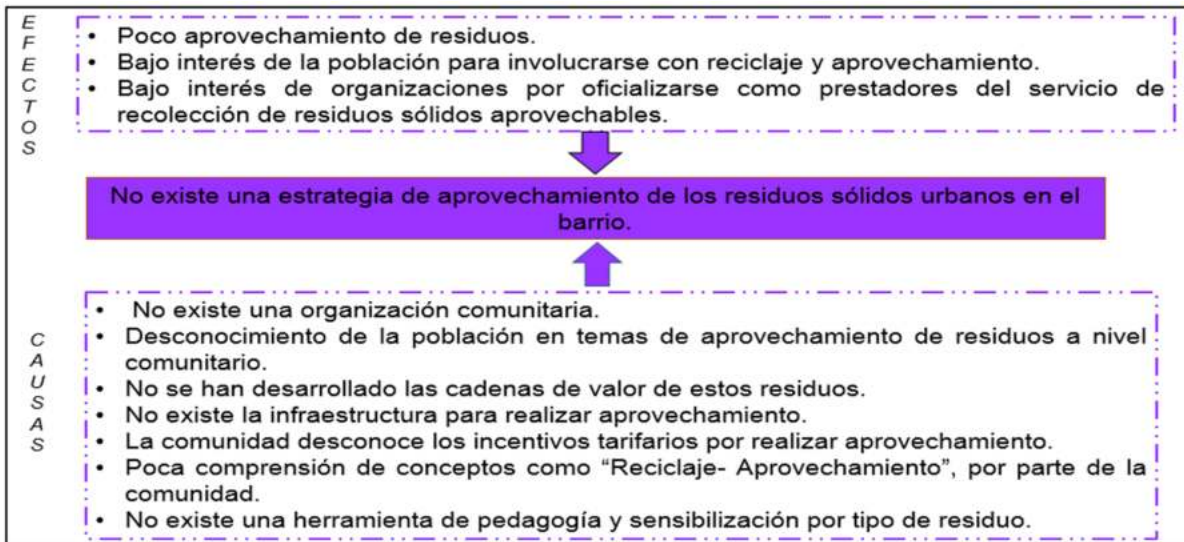 EFECTOS
• Poco aprovechamiento de residuos.
• Bajo interés de la población para involucrarse con reciclaje y aprovechamiento.
• Bajo interés de organizaciones por oficializarse como prestadores del servicio de
recolección de residuos sólidos aprovechables.
No existe una estrategia de aprovechamiento de los residuos sólidos urbanos en el
barrio.
CAUSAS
• No existe una organización comunitaria.
• Desconocimiento de la población en temas de aprovechamiento de residuos a nivel
comunitario.
• No se han desarrollado las cadenas de valor de estos residuos.
• No existe la infraestructura para realizar aprovechamiento.
• La comunidad desconoce los incentivos tarifarios por realizar aprovechamiento.
• Poca comprensión de conceptos como “Reciclaje- Aprovechamiento”, por parte de la
comunidad.
• No existe una herramienta de pedagogía y sensibilización por tipo de residuo.